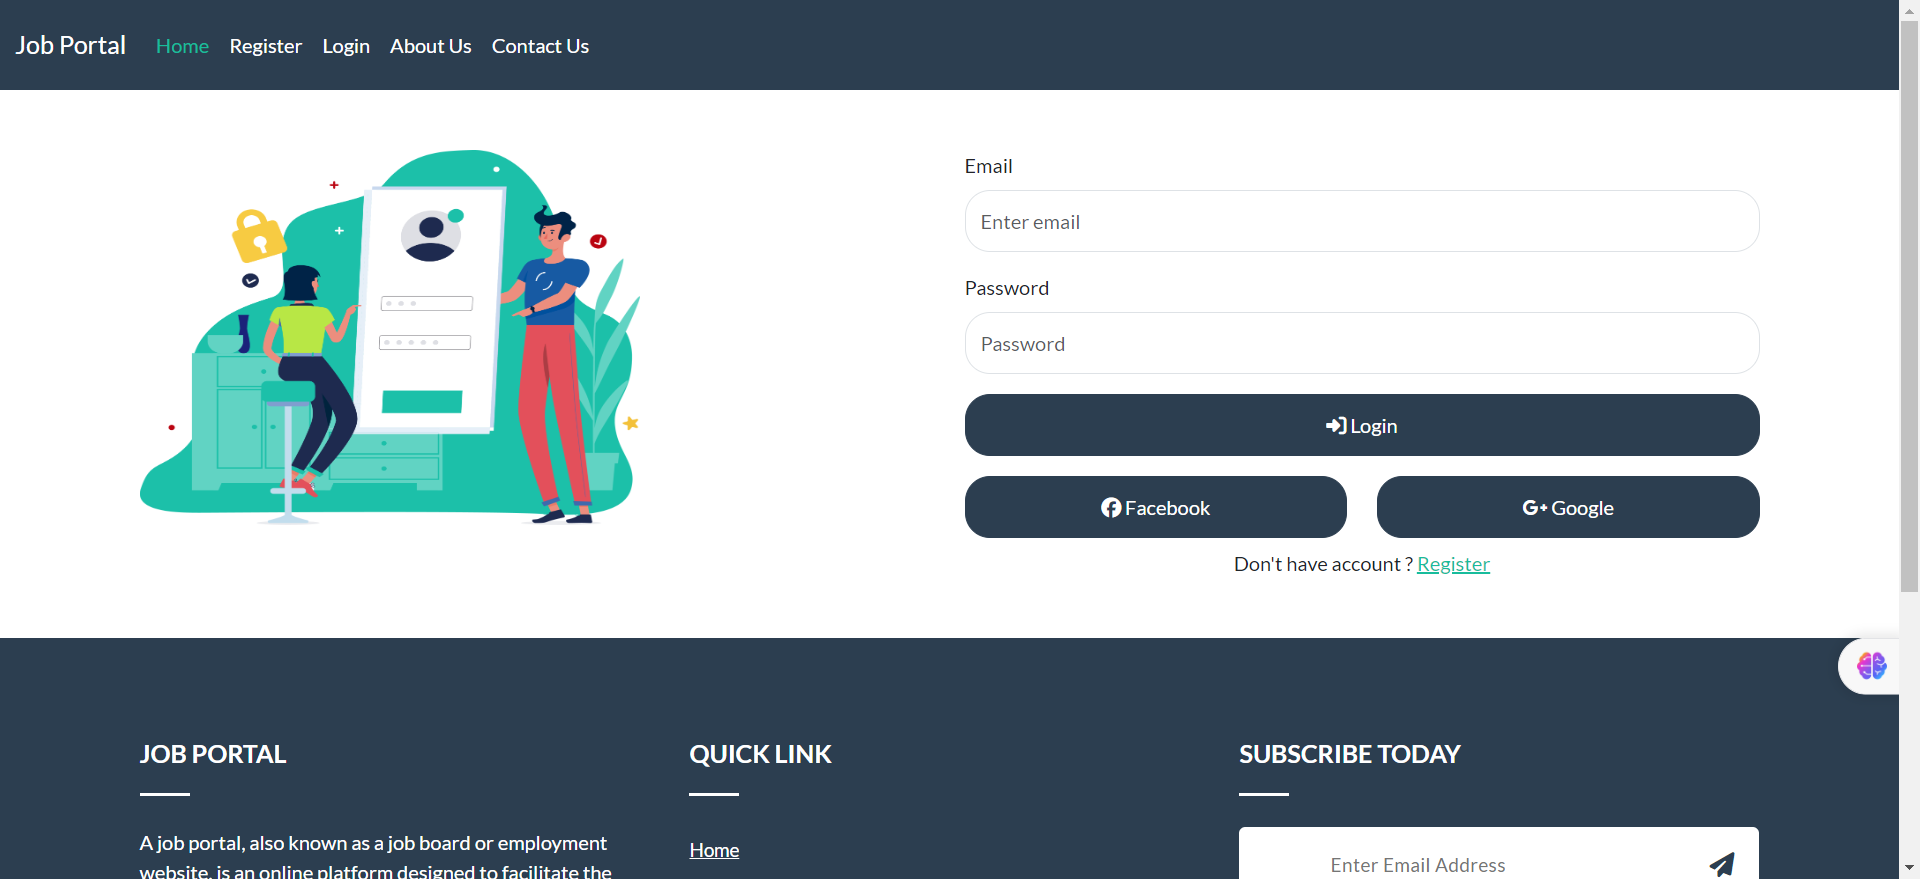 Job Portal Home Register Login About Us Contact Us
Email
Enter email
Password
Password
Login
Facebook Google
Don't have account ? Register
JOB PORTAL
A job portal, also known as a job board or employment
website, is an online platform designed to facilitate the
QUICK LINK
Home
SUBSCRIBE TODAY
Enter Email Address